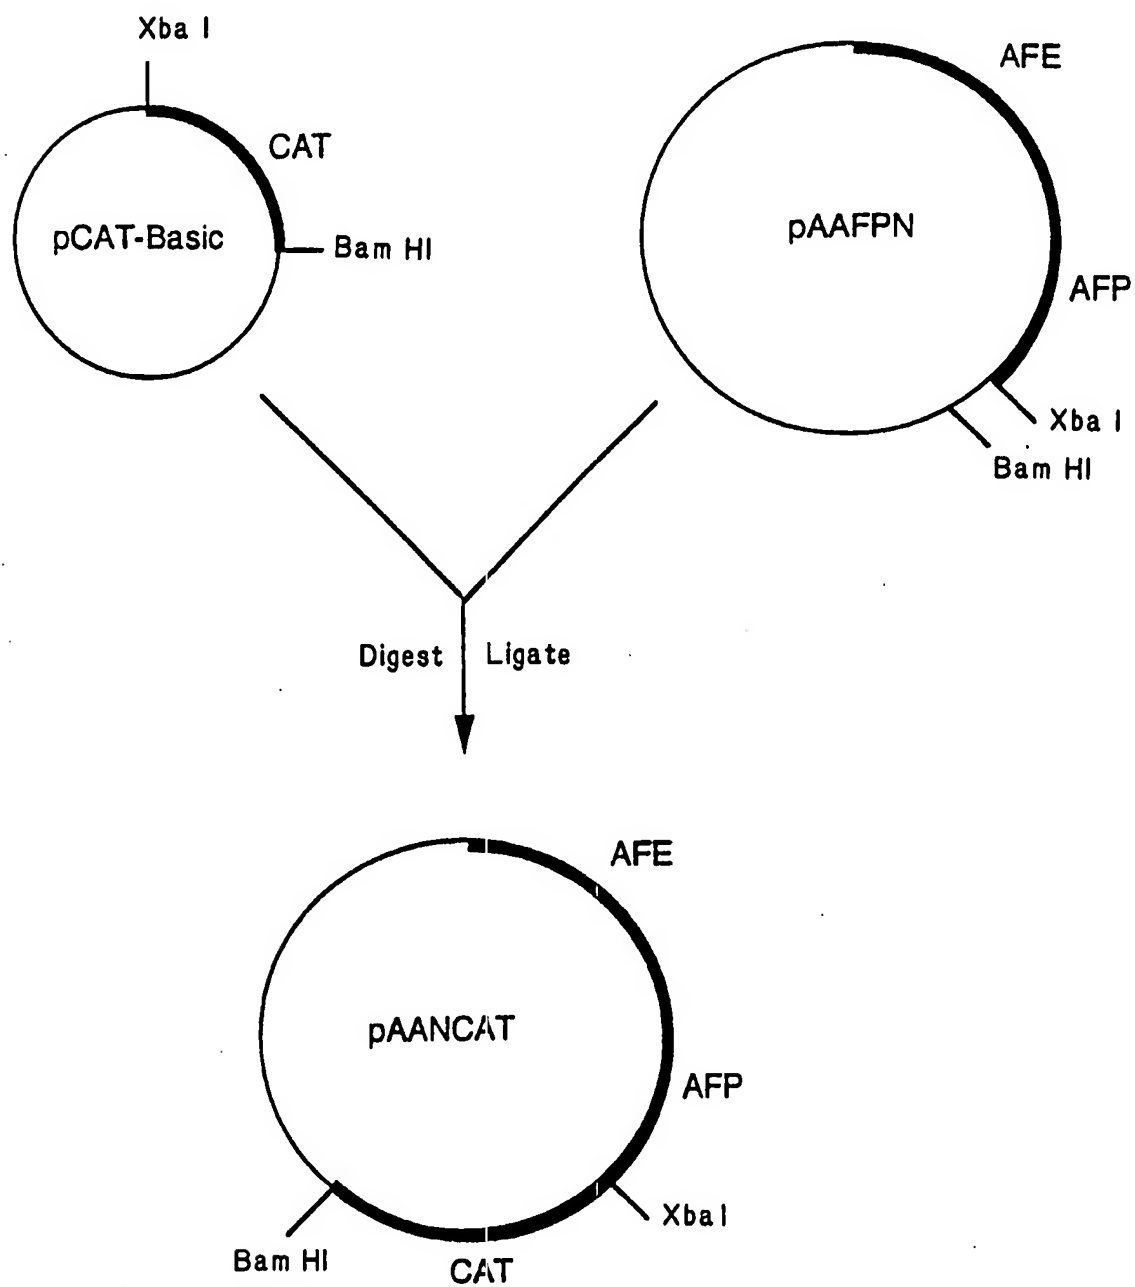 Xba I
CAT
pCAT-Basic
Bam HI
AFE
pAAFPN
AFP
Xba I
Bam HI
Digest
Ligate
AFE
pAANCAT
AFP
Xba I
Bam HI
CAT